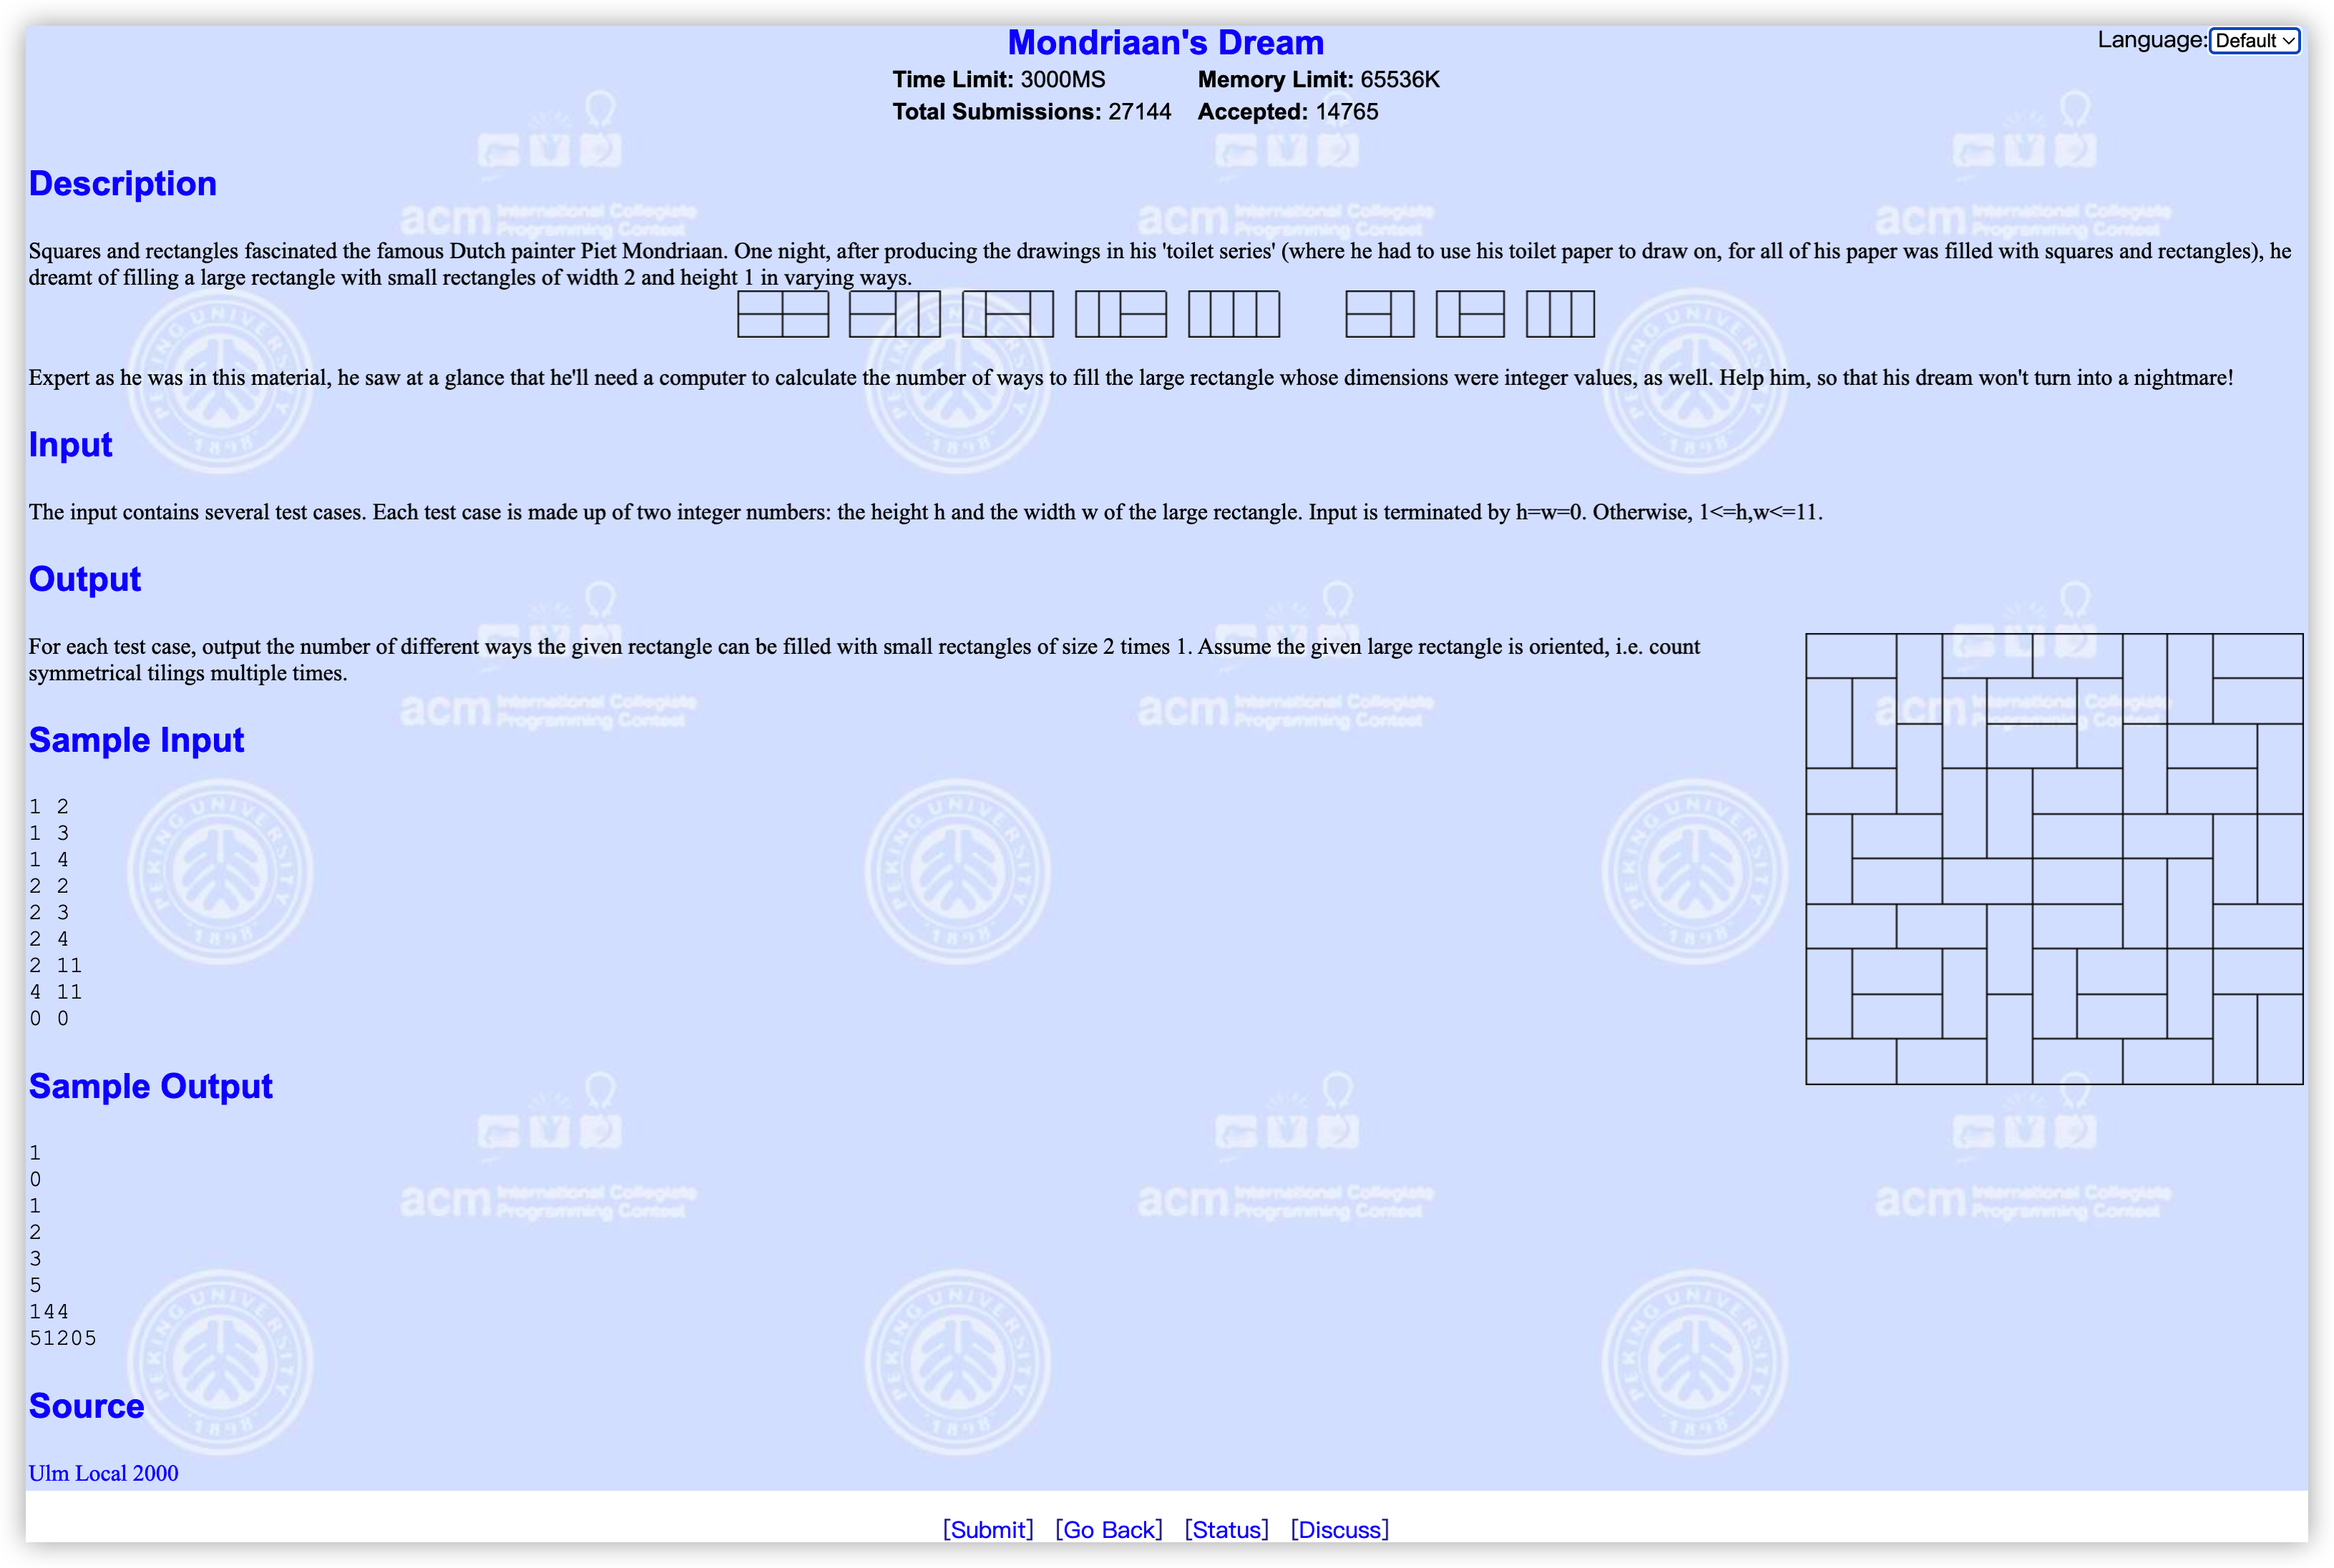 Mondriaan's Dream
Language: Default
Time Limit: 3000MS Memory Limit: 65536K
Total Submissions: 27144 Accepted: 14765
Description
Squares and rectangles fascinated the famous Dutch painter Piet Mondriaan. One night, after producing the drawings in his 'toilet series' (where he had to use his toilet paper to draw on, for all of his paper was filled with squares and rectangles), he
dreamt of filling a large rectangle with small rectangles of width 2 and height 1 in varying ways.
Expert as he was in this material, he saw at a glance that he'll need a computer to calculate the number of ways to fill the large rectangle whose dimensions were integer values, as well. Help him, so that his dream won't turn into a nightmare!
Input
The input contains several test cases. Each test case is made up of two integer numbers: the height h and the width w of the large rectangle. Input is terminated by h=w=0. Otherwise, 1<=h,w<=11.
Output
For each test case, output the number of different ways the given rectangle can be filled with small rectangles of size 2 times 1. Assume the given large rectangle is oriented, i.e. count
symmetrical tilings multiple times.
Sample Input
1 2
1 3
1 4
2 2
2 3
2 4
2 11
4 11
0 0
Sample Output
1
0
1
2
3
5
144
51205
Source
Ulm Local 2000
[Submit] [Go Back] [Status] [Discuss]
acm International Collegiate
Programming Contest
PEKING UNIVERSITY
1898